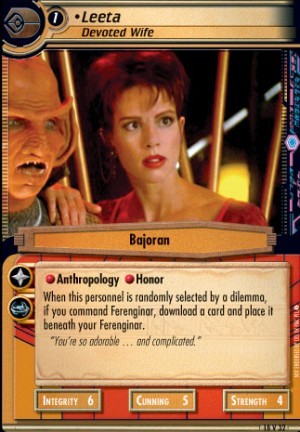 1
•Leeta
Devoted Wife
Bajoran
Anthropology Honor
When this personnel is randomly selected by a dilemma,
if you command Ferenginar, download a card and place it
beneath your Ferenginar.
"You're so adorable … and complicated."
INTEGRITY 6 CUNNING 5 STRENGTH 4